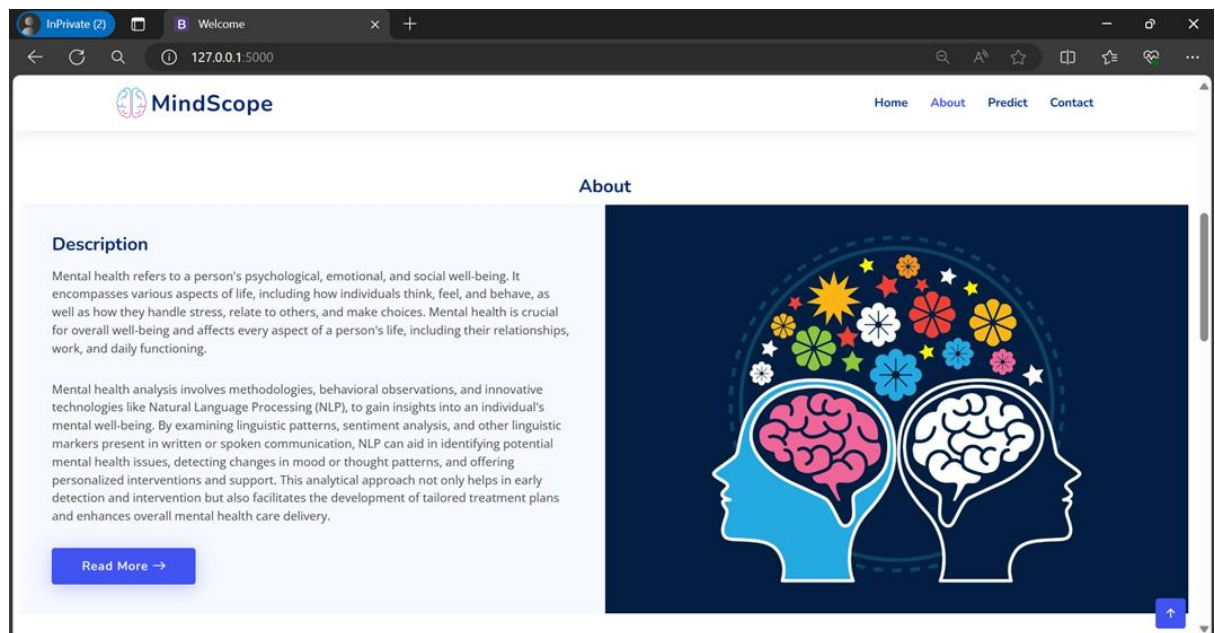 InPrivate (2)
B Welcome
127.0.0.1:5000
MindScope
Home About Predict Contact
About
Description
Mental health refers to a person's psychological, emotional, and social well-being. It
encompasses various aspects of life, including how individuals think, feel, and behave, as
well as how they handle stress, relate to others, and make choices. Mental health is crucial
for overall well-being and affects every aspect of a person's life, including their relationships,
work, and daily functioning.
Mental health analysis involves methodologies, behavioral observations, and innovative
technologies like Natural Language Processing (NLP), to gain insights into an individual's
mental well-being. By examining linguistic patterns, sentiment analysis, and other linguistic
markers present in written or spoken communication, NLP can aid in identifying potential
mental health issues, detecting changes in mood or thought patterns, and offering
personalized interventions and support. This analytical approach not only helps in early
detection and intervention but also facilitates the development of tailored treatment plans
and enhances overall mental health care delivery.
Read More →